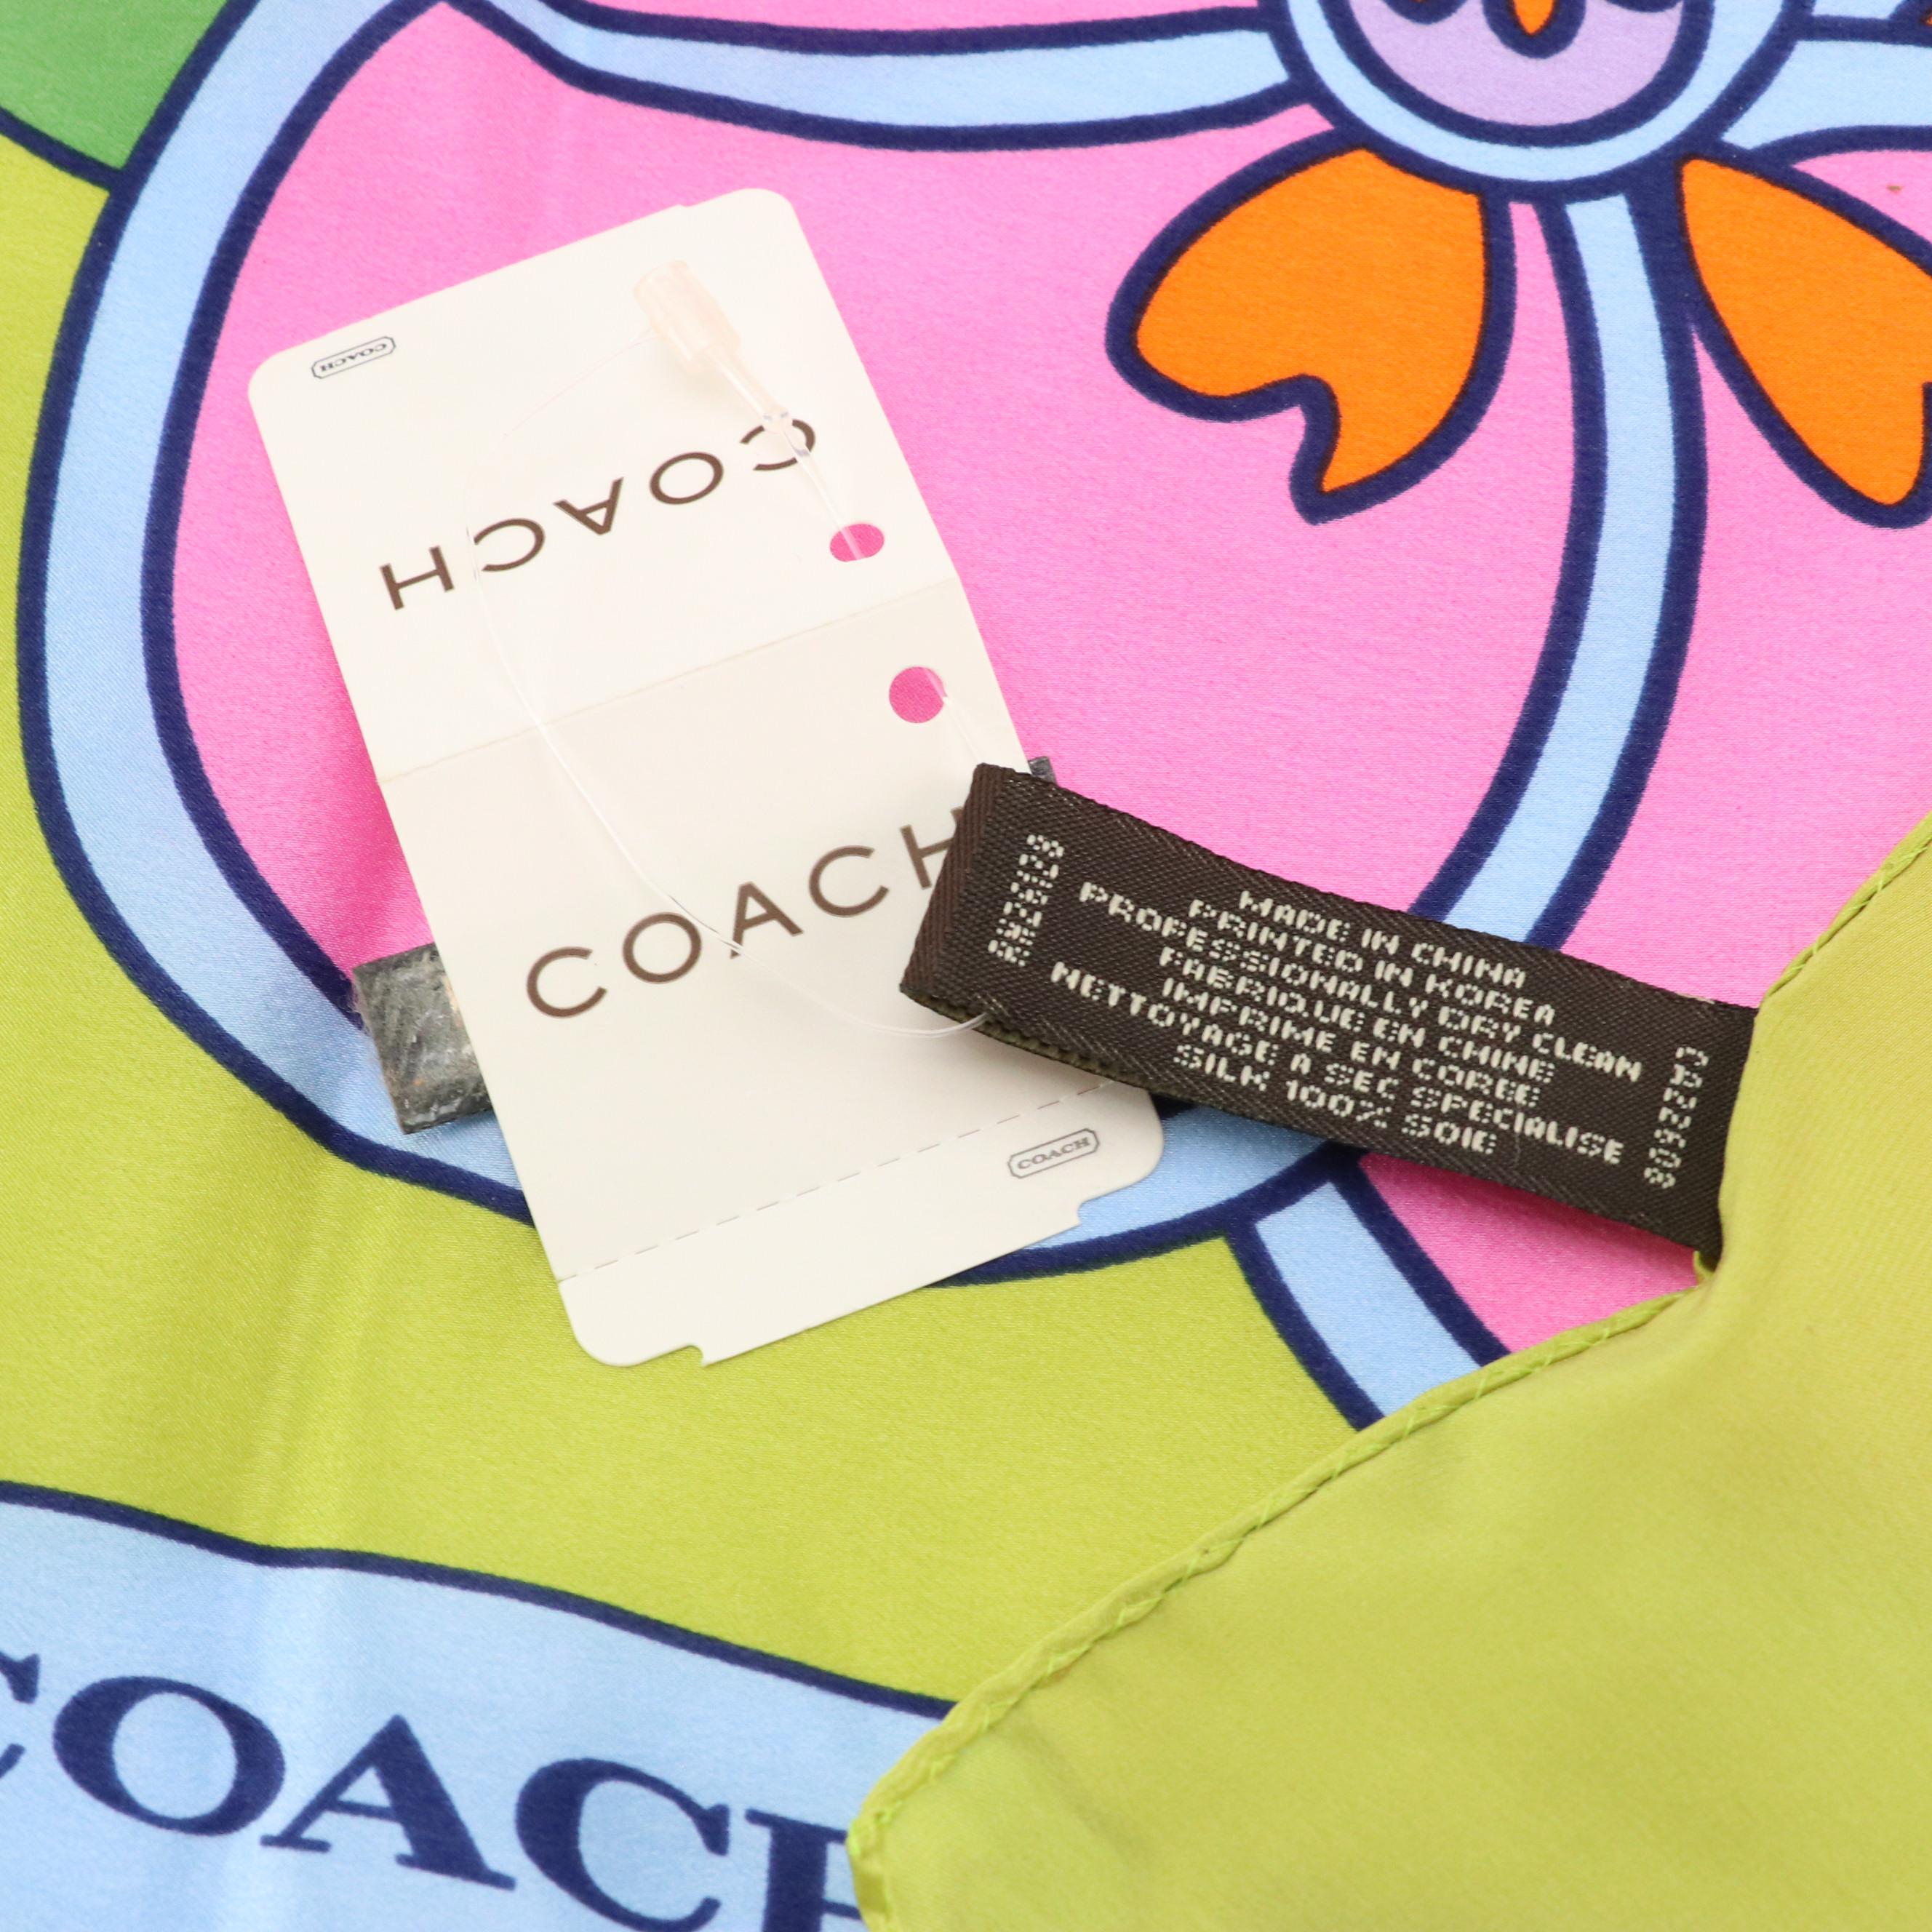 COACH
COACH
COACH
MADE IN CHINA
PRINTED IN KOREA
PROFESSIONALLY DRY CLEAN
FABRIQUE EN CHINE
IMPRIME EN COREE
NETTOYAGE A SEC SPECIALISE
SILK 100% SOIE
CA22608
COACH
COACH